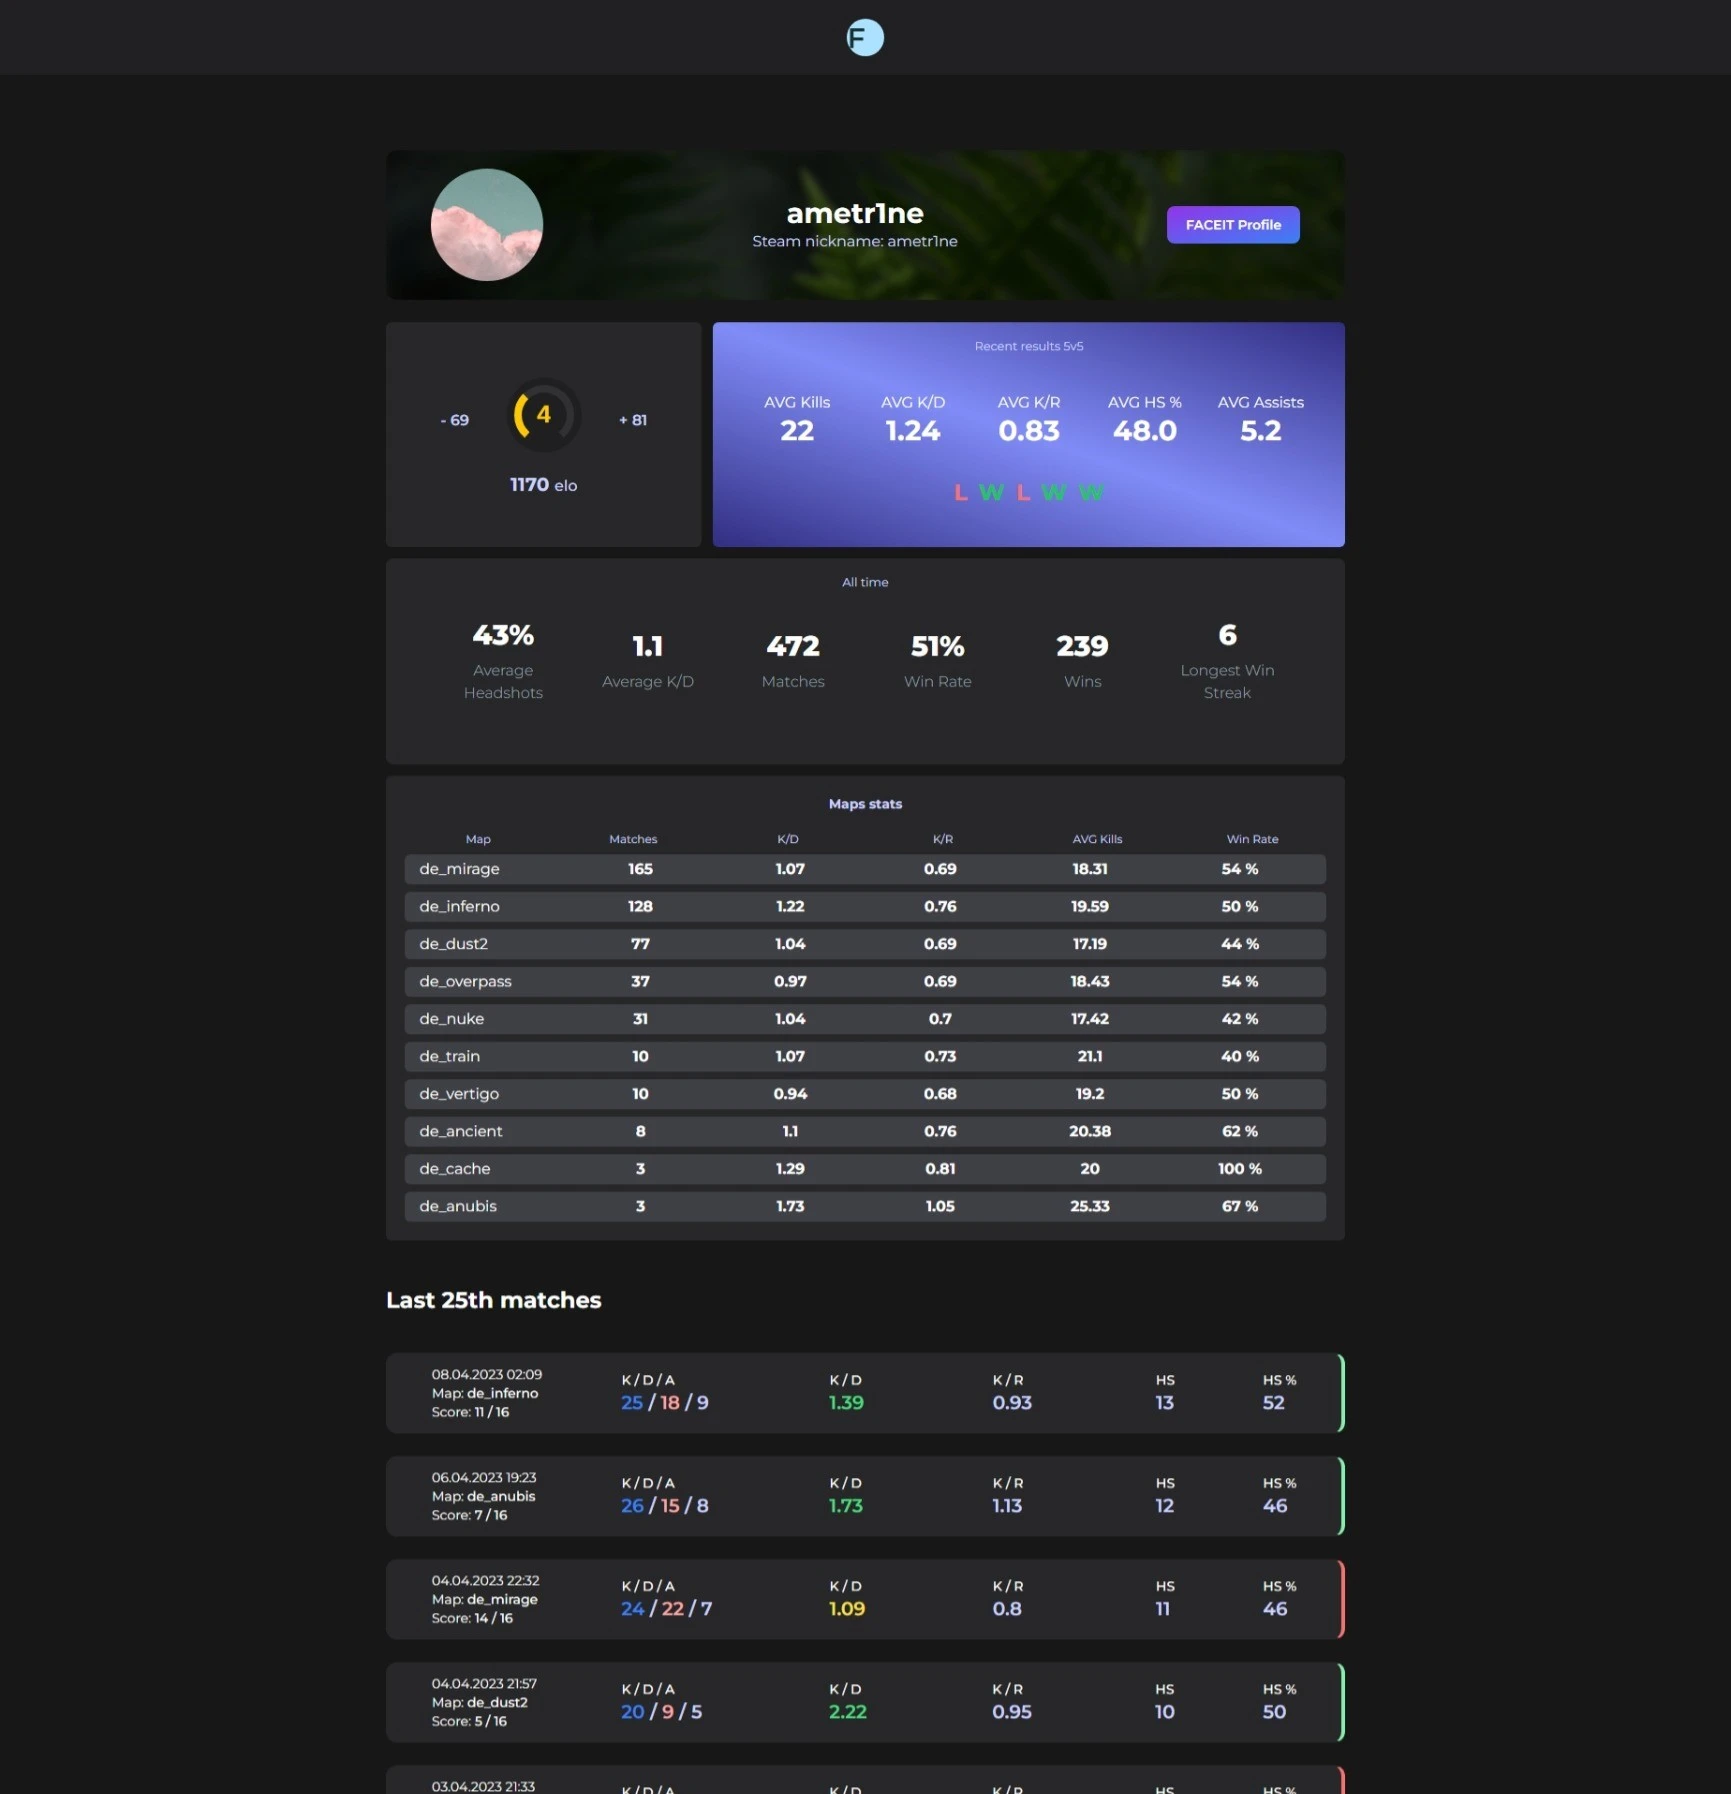 F
ametr1ne
Steam nickname: ametr1ne
FACEIT Profile
- 69
4
+ 81
1170 elo
Recent results 5v5
AVG Kills AVG K/D AVG K/R AVG HS % AVG Assists
22 1.24 0.83 48.0 5.2
L W L W W
All time
43% 1.1 472 51% 239 6
Average Headshots Average K/D Matches Win Rate Wins Longest Win Streak
Maps stats
Map Matches K/D K/R AVG Kills Win Rate
de_mirage 165 1.07 0.69 18.31 54 %
de_inferno 128 1.22 0.76 19.59 50 %
de_dust2 77 1.04 0.69 17.19 44 %
de_overpass 37 0.97 0.69 18.43 54 %
de_nuke 31 1.04 0.7 17.42 42 %
de_train 10 1.07 0.73 21.1 40 %
de_vertigo 10 0.94 0.68 19.2 50 %
de_ancient 8 1.1 0.76 20.38 62 %
de_cache 3 1.29 0.81 20 100 %
de_anubis 3 1.73 1.05 25.33 67 %
Last 25th matches
08.04.2023 02:09
Map: de_inferno
Score: 11 / 16
K / D / A K / D K / R HS HS %
25 / 18 / 9 1.39 0.93 13 52
06.04.2023 19:23
Map: de_anubis
Score: 7 / 16
K / D / A K / D K / R HS HS %
26 / 15 / 8 1.73 1.13 12 46
04.04.2023 22:32
Map: de_mirage
Score: 14 / 16
K / D / A K / D K / R HS HS %
24 / 22 / 7 1.09 0.8 11 46
04.04.2023 21:57
Map: de_dust2
Score: 5 / 16
K / D / A K / D K / R HS HS %
20 / 9 / 5 2.22 0.95 10 50
03.04.2023 21:33
K / D / A K / D K / R HS HS %